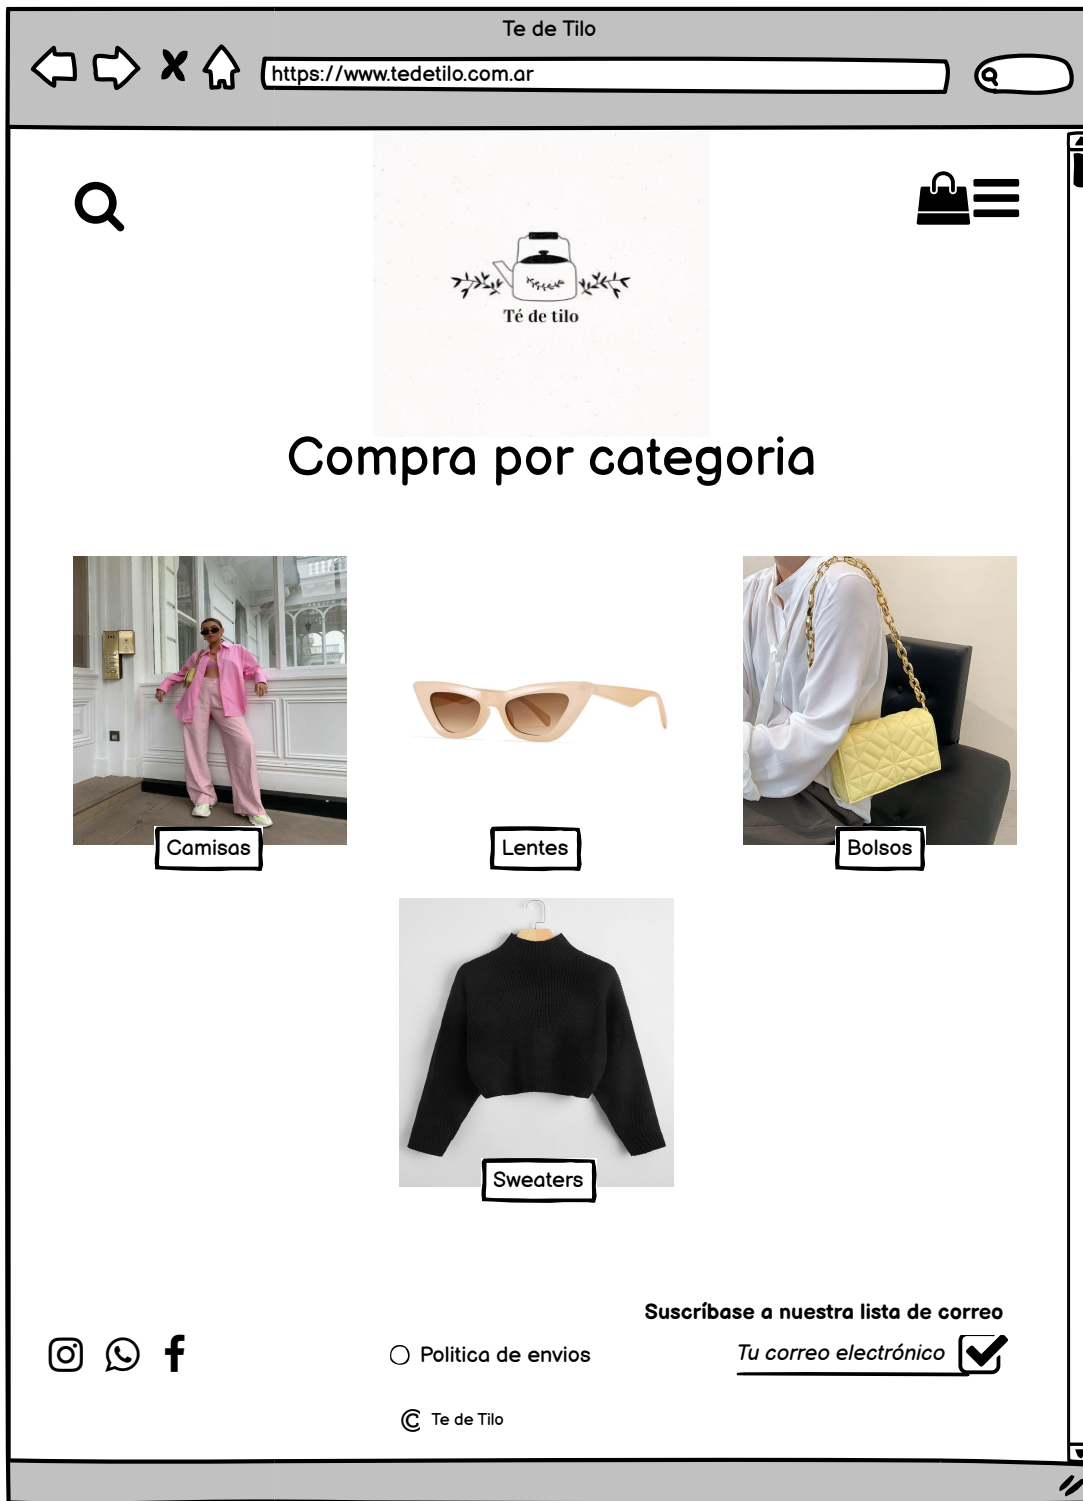 Te de Tilo
https://www.tedetilo.com.ar
Té de tilo
Compra por categoria
Camisas
Lentes
Bolsos
Sweaters
Suscríbase a nuestra lista de correo
Politica de envios
Tu correo electrónico
© Te de Tilo